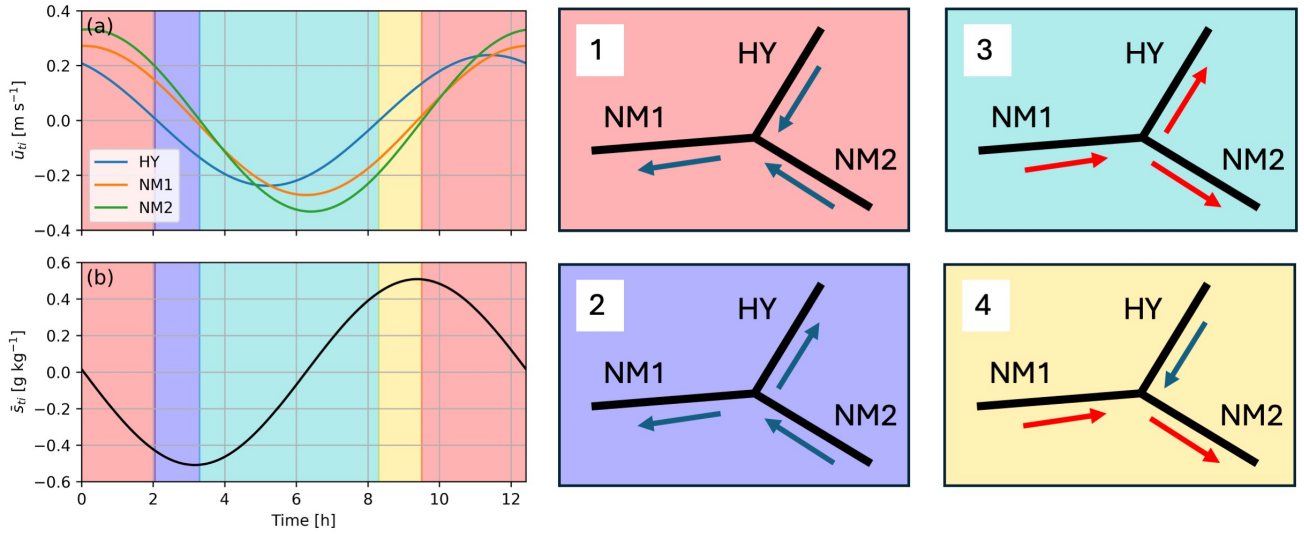 (a)
0.4
0.2
0.0
−0.2
−0.4
ū_ti [m s⁻¹]
HY
NM1
NM2
(b)
0.6
0.4
0.2
0.0
−0.2
−0.4
−0.6
s̄_ti [g kg⁻¹]
0 2 4 6 8 10 12
Time [h]
1
HY
NM1
NM2
3
HY
NM1
NM2
2
HY
NM1
NM2
4
HY
NM1
NM2